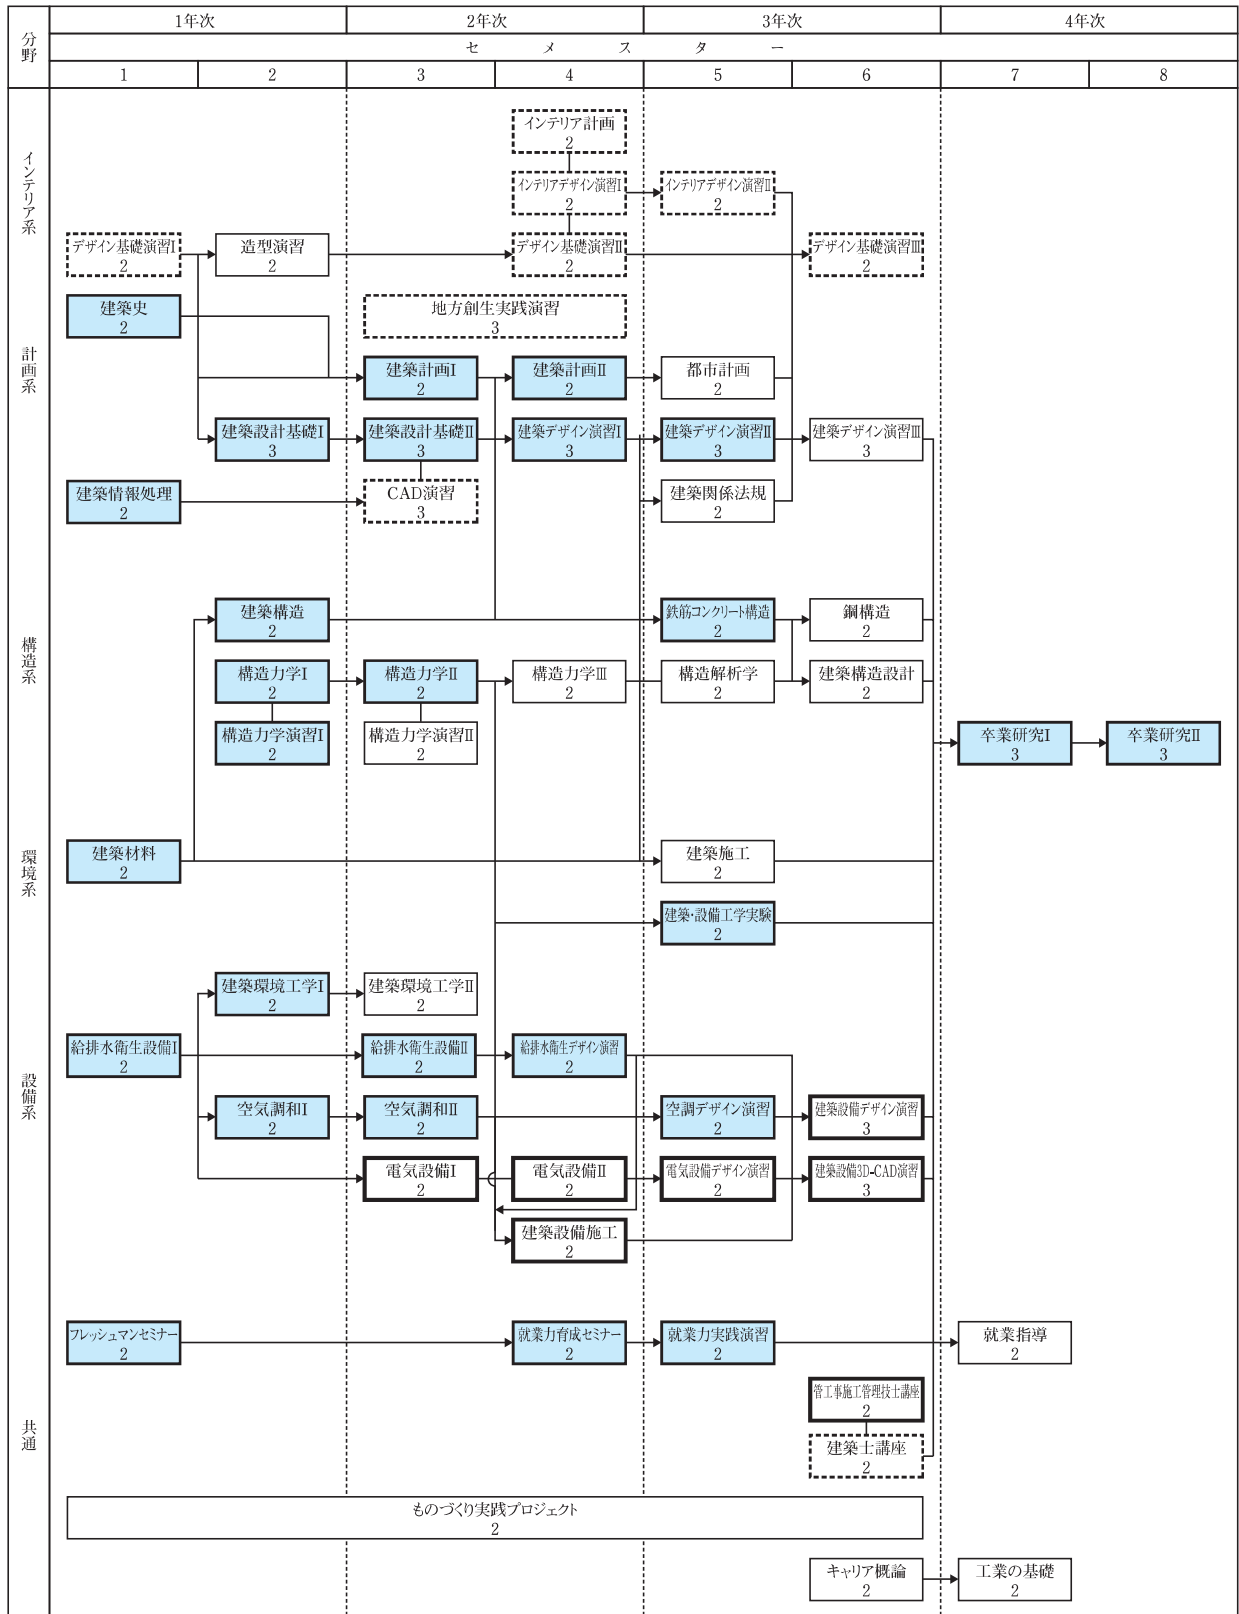 分野
1年次
2年次
3年次
4年次
セメスター
1
2
3
4
5
6
7
8
インテリア系
インテリア計画
2
インテリアデザイン演習Ⅰ
2
インテリアデザイン演習Ⅱ
2
デザイン基礎演習Ⅰ
2
造型演習
2
デザイン基礎演習Ⅱ
2
デザイン基礎演習Ⅲ
2
計画系
建築史
2
地方創生実践演習
3
建築計画Ⅰ
2
建築計画Ⅱ
2
都市計画
2
建築設計基礎Ⅰ
3
建築設計基礎Ⅱ
3
建築デザイン演習Ⅰ
3
建築デザイン演習Ⅱ
3
建築デザイン演習Ⅲ
3
建築情報処理
2
CAD演習
3
建築関係法規
2
構造系
建築構造
2
鉄筋コンクリート構造
2
鋼構造
2
構造力学Ⅰ
2
構造力学Ⅱ
2
構造力学Ⅲ
2
構造解析学
2
建築構造設計
2
構造力学演習Ⅰ
2
構造力学演習Ⅱ
2
卒業研究Ⅰ
3
卒業研究Ⅱ
3
環境系
建築材料
2
建築施工
2
建築・設備工学実験
2
建築環境工学Ⅰ
2
建築環境工学Ⅱ
2
設備系
給排水衛生設備Ⅰ
2
給排水衛生設備Ⅱ
2
給排水衛生デザイン演習
2
空気調和Ⅰ
2
空気調和Ⅱ
2
空調デザイン演習
2
建築設備デザイン演習
3
電気設備Ⅰ
2
電気設備Ⅱ
2
電気設備デザイン演習
2
建築設備3D-CAD演習
3
建築設備施工
2
共通
フレッシュマンセミナー
2
就業力育成セミナー
2
就業力実践演習
2
就業指導
2
管工事施工管理技士講座
2
建築士講座
2
ものづくり実践プロジェクト
2
キャリア概論
2
工業の基礎
2